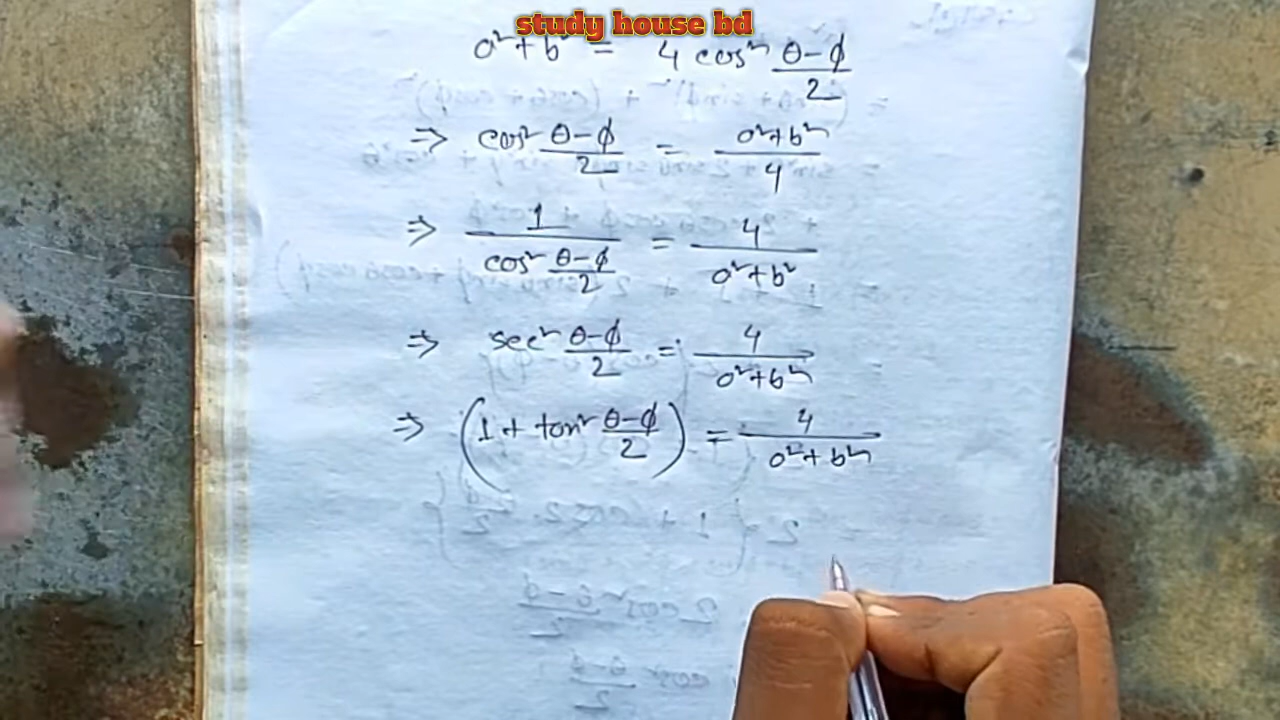 study house bd
a²+b² = 4 cos² θ-ϕ/2
⇒ cos² θ-ϕ/2 = a²+b²/4
⇒ 1/cos² θ-ϕ/2 = 4/a²+b²
⇒ sec² θ-ϕ/2 = 4/a²+b²
⇒ (1 + tan² θ-ϕ/2) = 4/a²+b²